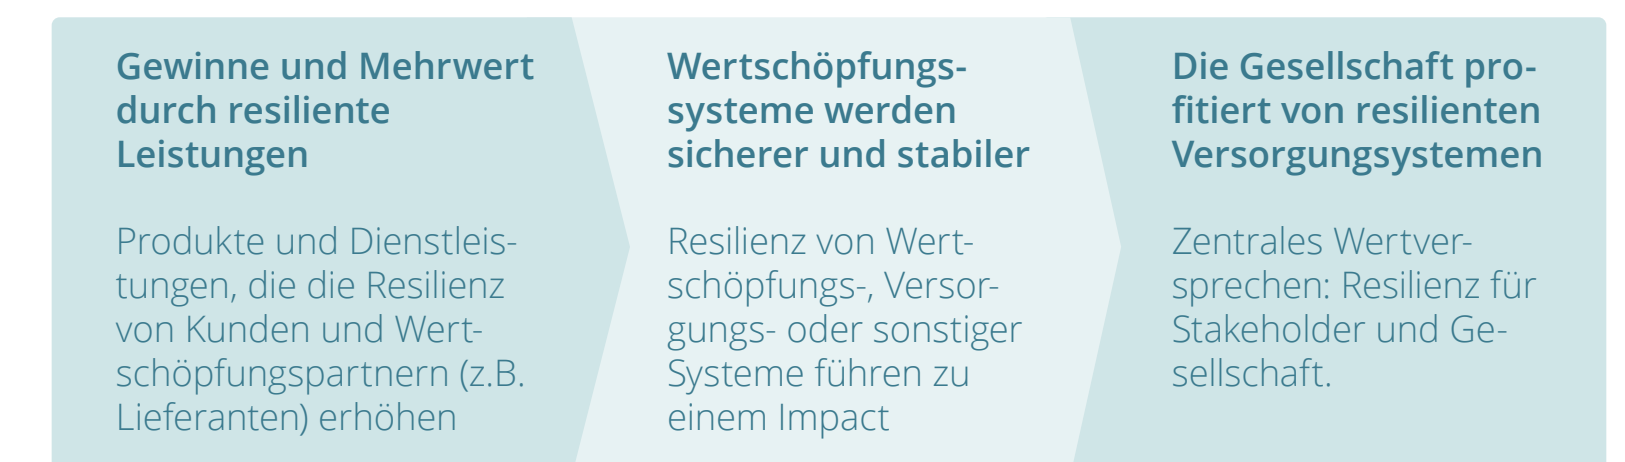 Gewinne und Mehrwert
durch resiliente
Leistungen
Produkte und Dienstleis-
tungen, die die Resilienz
von Kunden und Wert-
schöpfungspartnern (z.B.
Lieferanten) erhöhen
Wertschöpfungs-
systeme werden
sicherer und stabiler
Resilienz von Wert-
schöpfungs-, Versor-
gungs- oder sonstiger
Systeme führen zu
einem Impact
Die Gesellschaft pro-
fitiert von resilienten
Versorgungsystemen
Zentrales Wertver-
sprechen: Resilienz für
Stakeholder und Ge-
sellschaft.